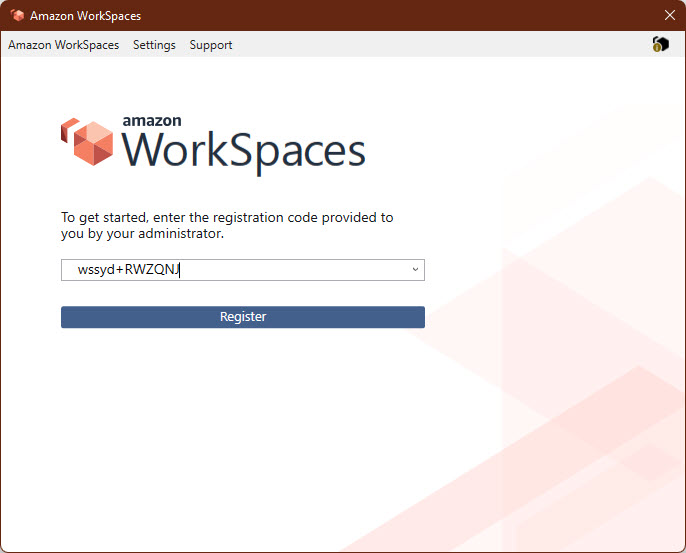 Amazon WorkSpaces
Amazon WorkSpaces Settings Support
amazon
WorkSpaces
To get started, enter the registration code provided to
you by your administrator.
wssyd+RWZQNJ
Register